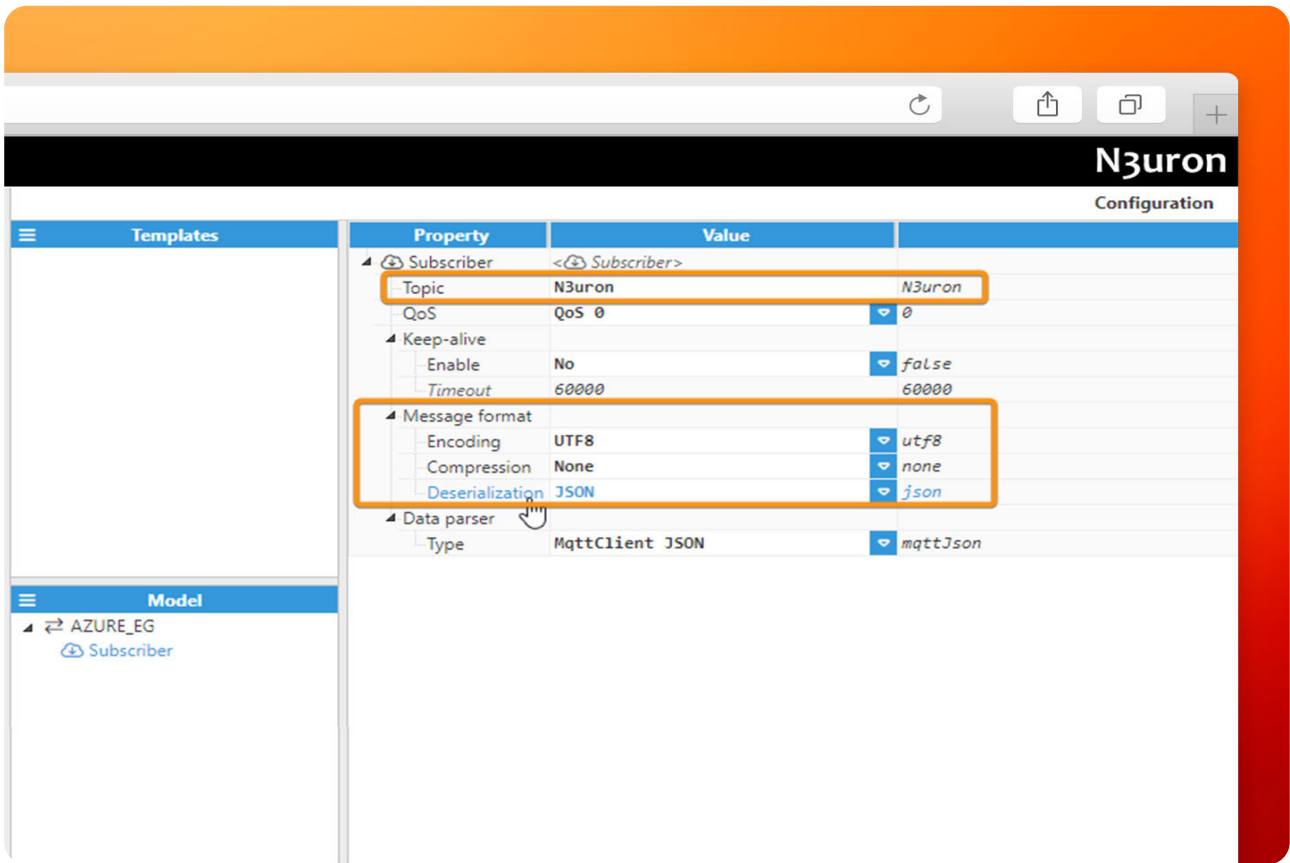 N3uron
Configuration
Templates
Property Value
Subscriber <Subscriber>
Topic N3uron N3uron
QoS QoS 0 0
Keep-alive
Enable No false
Timeout 60000 60000
Message format
Encoding UTF8 utf8
Compression None none
Deserialization JSON json
Data parser
Type MqttClient JSON mqttJson
Model
AZURE_EG
Subscriber